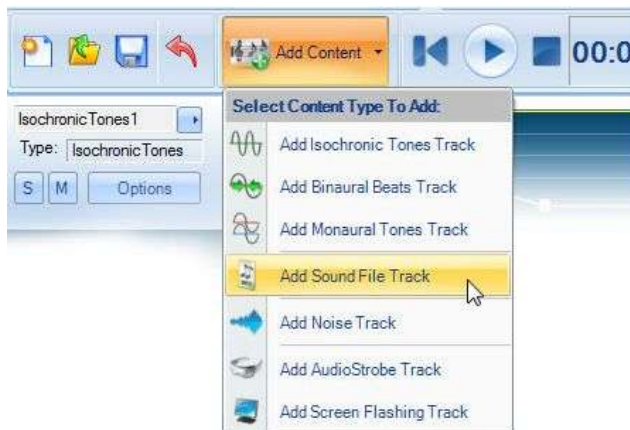 Add Content
00:0
Select Content Type To Add:
IsochronicTones1
Type: IsochronicTones
S M Options
Add Isochronic Tones Track
Add Binaural Beats Track
Add Monaural Tones Track
Add Sound File Track
Add Noise Track
Add AudioStrobe Track
Add Screen Flashing Track